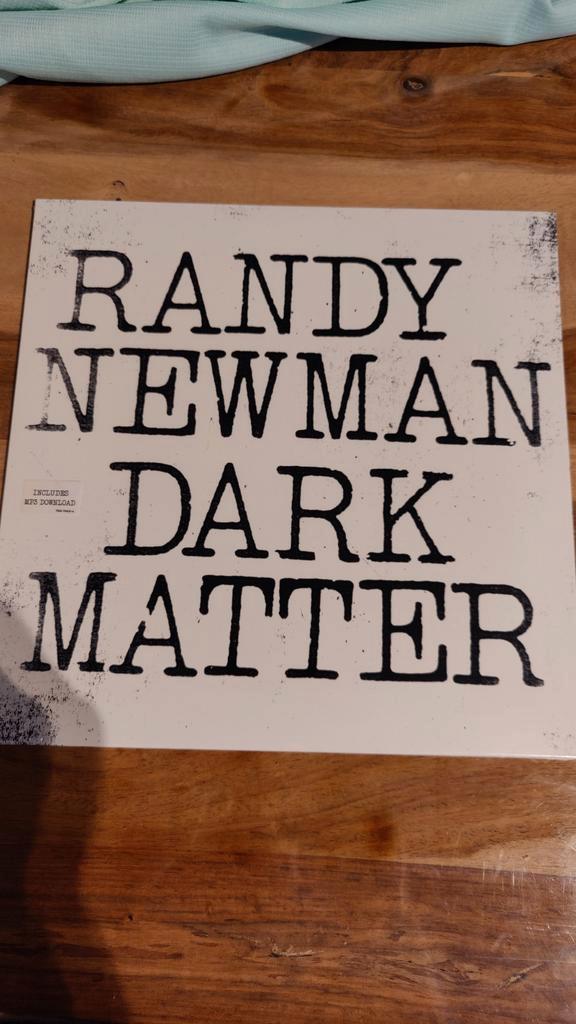 RANDY
NEWMAN
DARK
MATTER
INCLUDES
MP3 DOWNLOAD